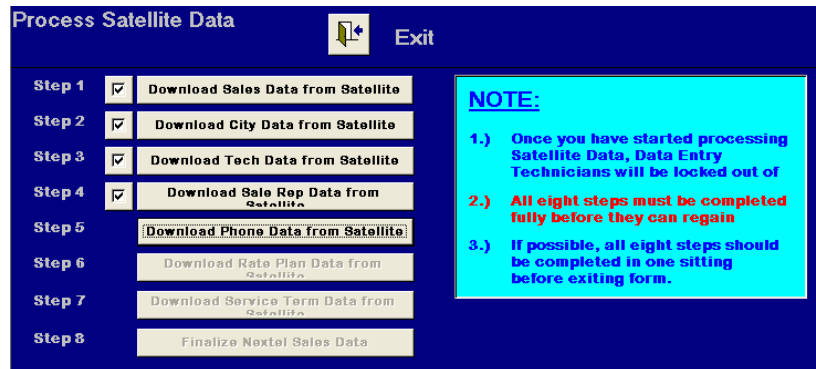 Process Satellite Data
Exit
Step 1
Download Sales Data from Satellite
Step 2
Download City Data from Satellite
Step 3
Download Tech Data from Satellite
Step 4
Download Sale Rep Data from
Satellite
Step 5
Download Phone Data from Satellite
Step 6
Download Rate Plan Data from
Satellite
Step 7
Download Service Term Data from
Satellite
Step 8
Finalize Nextel Sales Data
NOTE:
1.) Once you have started processing
Satellite Data, Data Entry
Technicians will be locked out of
2.) All eight steps must be completed
fully before they can regain
3.) If possible, all eight steps should
be completed in one sitting
before exiting form.